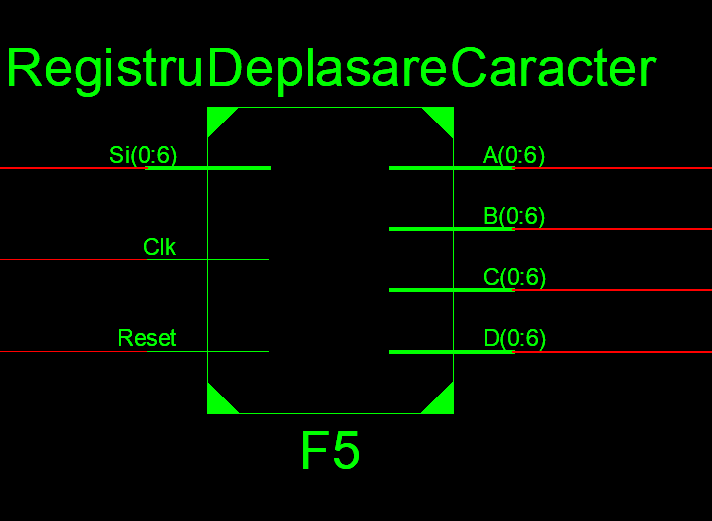 RegistruDeplasareCaracter
Si(0:6)
A(0:6)
B(0:6)
Clk
C(0:6)
Reset
D(0:6)
F5